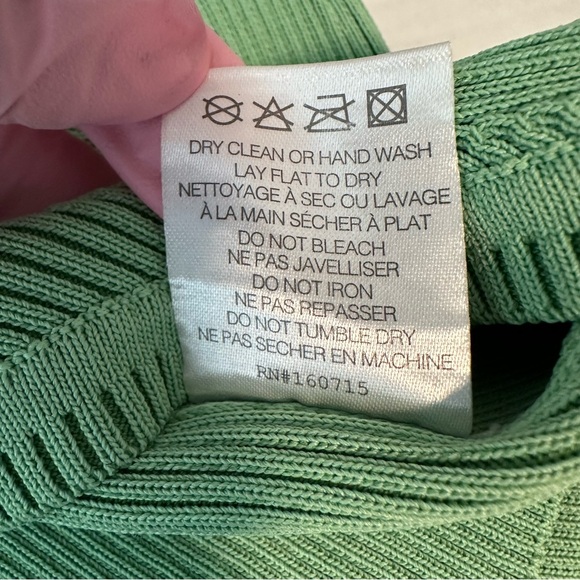 DRY CLEAN OR HAND WASH
LAY FLAT TO DRY
NETTOYAGE À SEC OU LAVAGE
À LA MAIN SÉCHER À PLAT
DO NOT BLEACH
NE PAS JAVELLISER
DO NOT IRON
NE PAS REPASSER
DO NOT TUMBLE DRY
NE PAS SECHER EN MACHINE
RN#160715